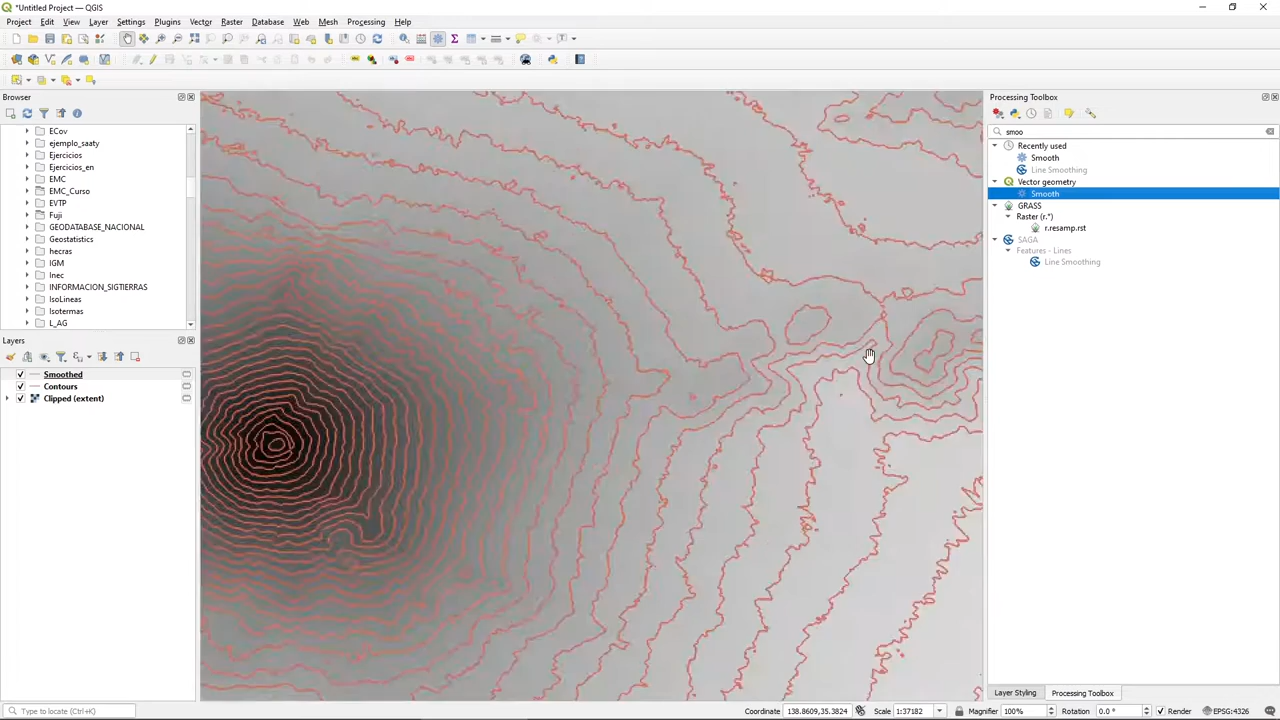 *Untitled Project — QGIS
Project Edit View Layer Settings Plugins Vector Raster Database Web Mesh Processing Help
Browser
ECov
ejemplo_saaty
Ejercicios
Ejercicios_en
EMC
EMC_Curso
EVTP
Fuji
GEODATABASE_NACIONAL
Geostatistics
hecras
IGM
Inec
INFORMACION_SIGTIERRAS
IsoLineas
Isotermas
L_AG
Layers
Smoothed
Contours
Clipped (extent)
Processing Toolbox
smoo
Recently used
Smooth
Line Smoothing
Vector geometry
Smooth
GRASS
Raster (r.*)
r.resamp.rst
SAGA
Features - Lines
Line Smoothing
Layer Styling Processing Toolbox
Type to locate (Ctrl+K)
Coordinate 138.8609,35.3824 Scale 1:37182 Magnifier 100% Rotation 0.0 ° Render EPSG:4326